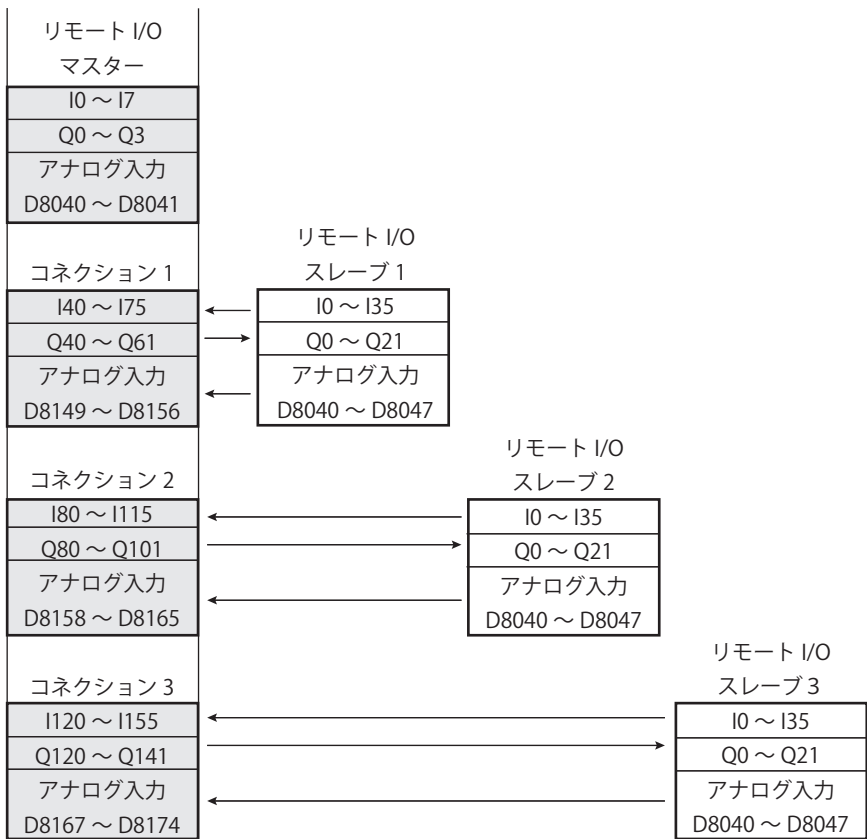 リモート I/O
マスター
I0 ～ I7
Q0 ～ Q3
アナログ入力
D8040 ～ D8041
コネクション 1
I40 ～ I75
Q40 ～ Q61
アナログ入力
D8149 ～ D8156
リモート I/O
スレーブ 1
I0 ～ I35
Q0 ～ Q21
アナログ入力
D8040 ～ D8047
コネクション 2
I80 ～ I115
Q80 ～ Q101
アナログ入力
D8158 ～ D8165
リモート I/O
スレーブ 2
I0 ～ I35
Q0 ～ Q21
アナログ入力
D8040 ～ D8047
コネクション 3
I120 ～ I155
Q120 ～ Q141
アナログ入力
D8167 ～ D8174
リモート I/O
スレーブ 3
I0 ～ I35
Q0 ～ Q21
アナログ入力
D8040 ～ D8047